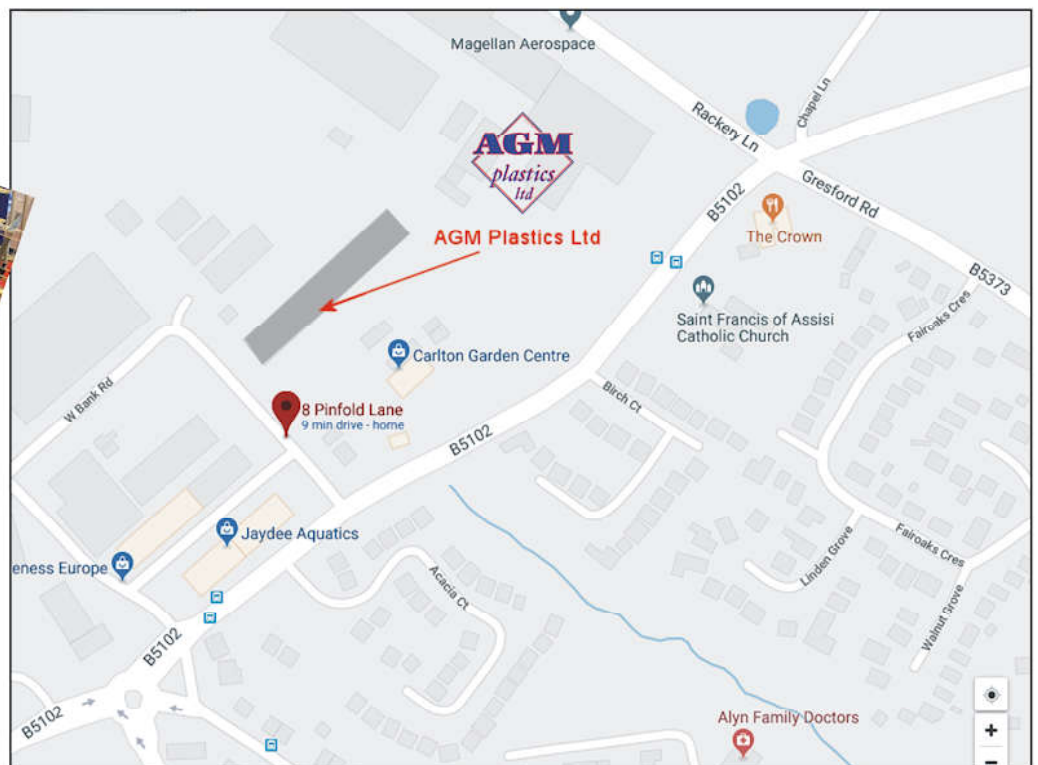 Magellan Aerospace
Chapel Ln
Rackery Ln
AGM
plastics
ltd
Gresford Rd
B5102
The Crown
AGM Plastics Ltd
B5373
Saint Francis of Assisi
Catholic Church
Fairoaks Cres
Carlton Garden Centre
W Bank Rd
Birch Ct
8 Pinfold Lane
9 min drive - home
B5102
Jaydee Aquatics
Fairoaks Cres
Linden Grove
eness Europe
Acacia Ct
Walnut Grove
B5102
B5102
Alyn Family Doctors
+
−